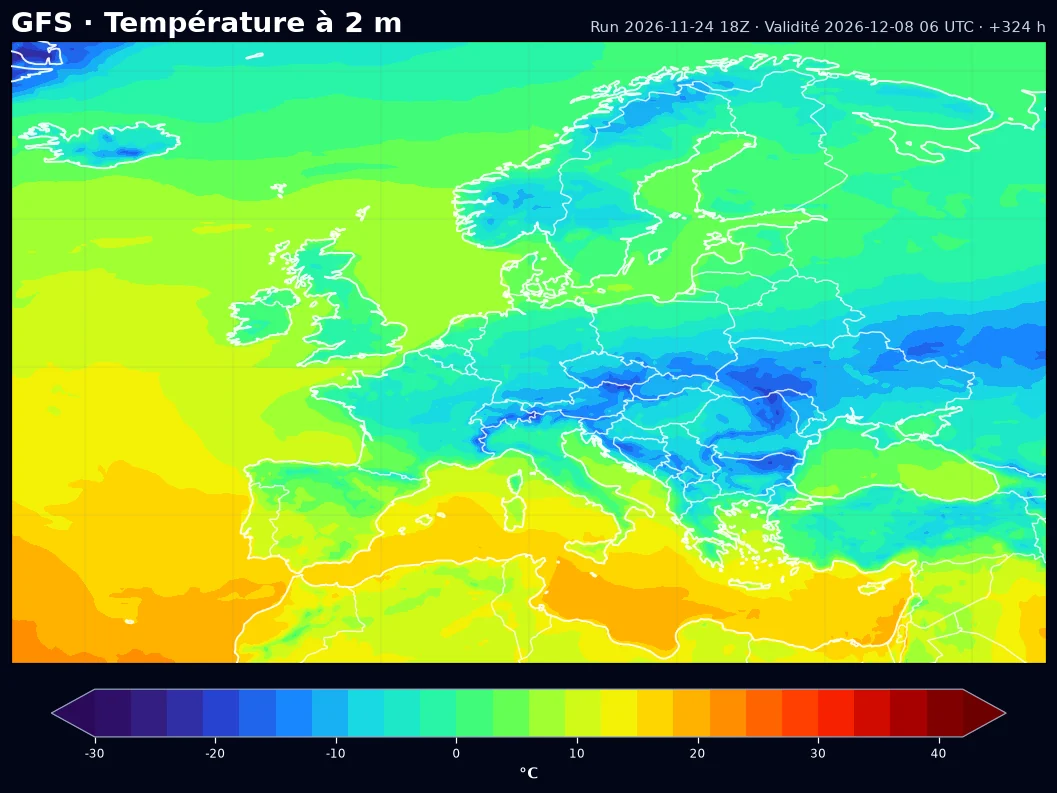 GFS · Température à 2 m
Run 2026-11-24 18Z · Validité 2026-12-08 06 UTC · +324 h
-30 -20 -10 0 10 20 30 40
°C